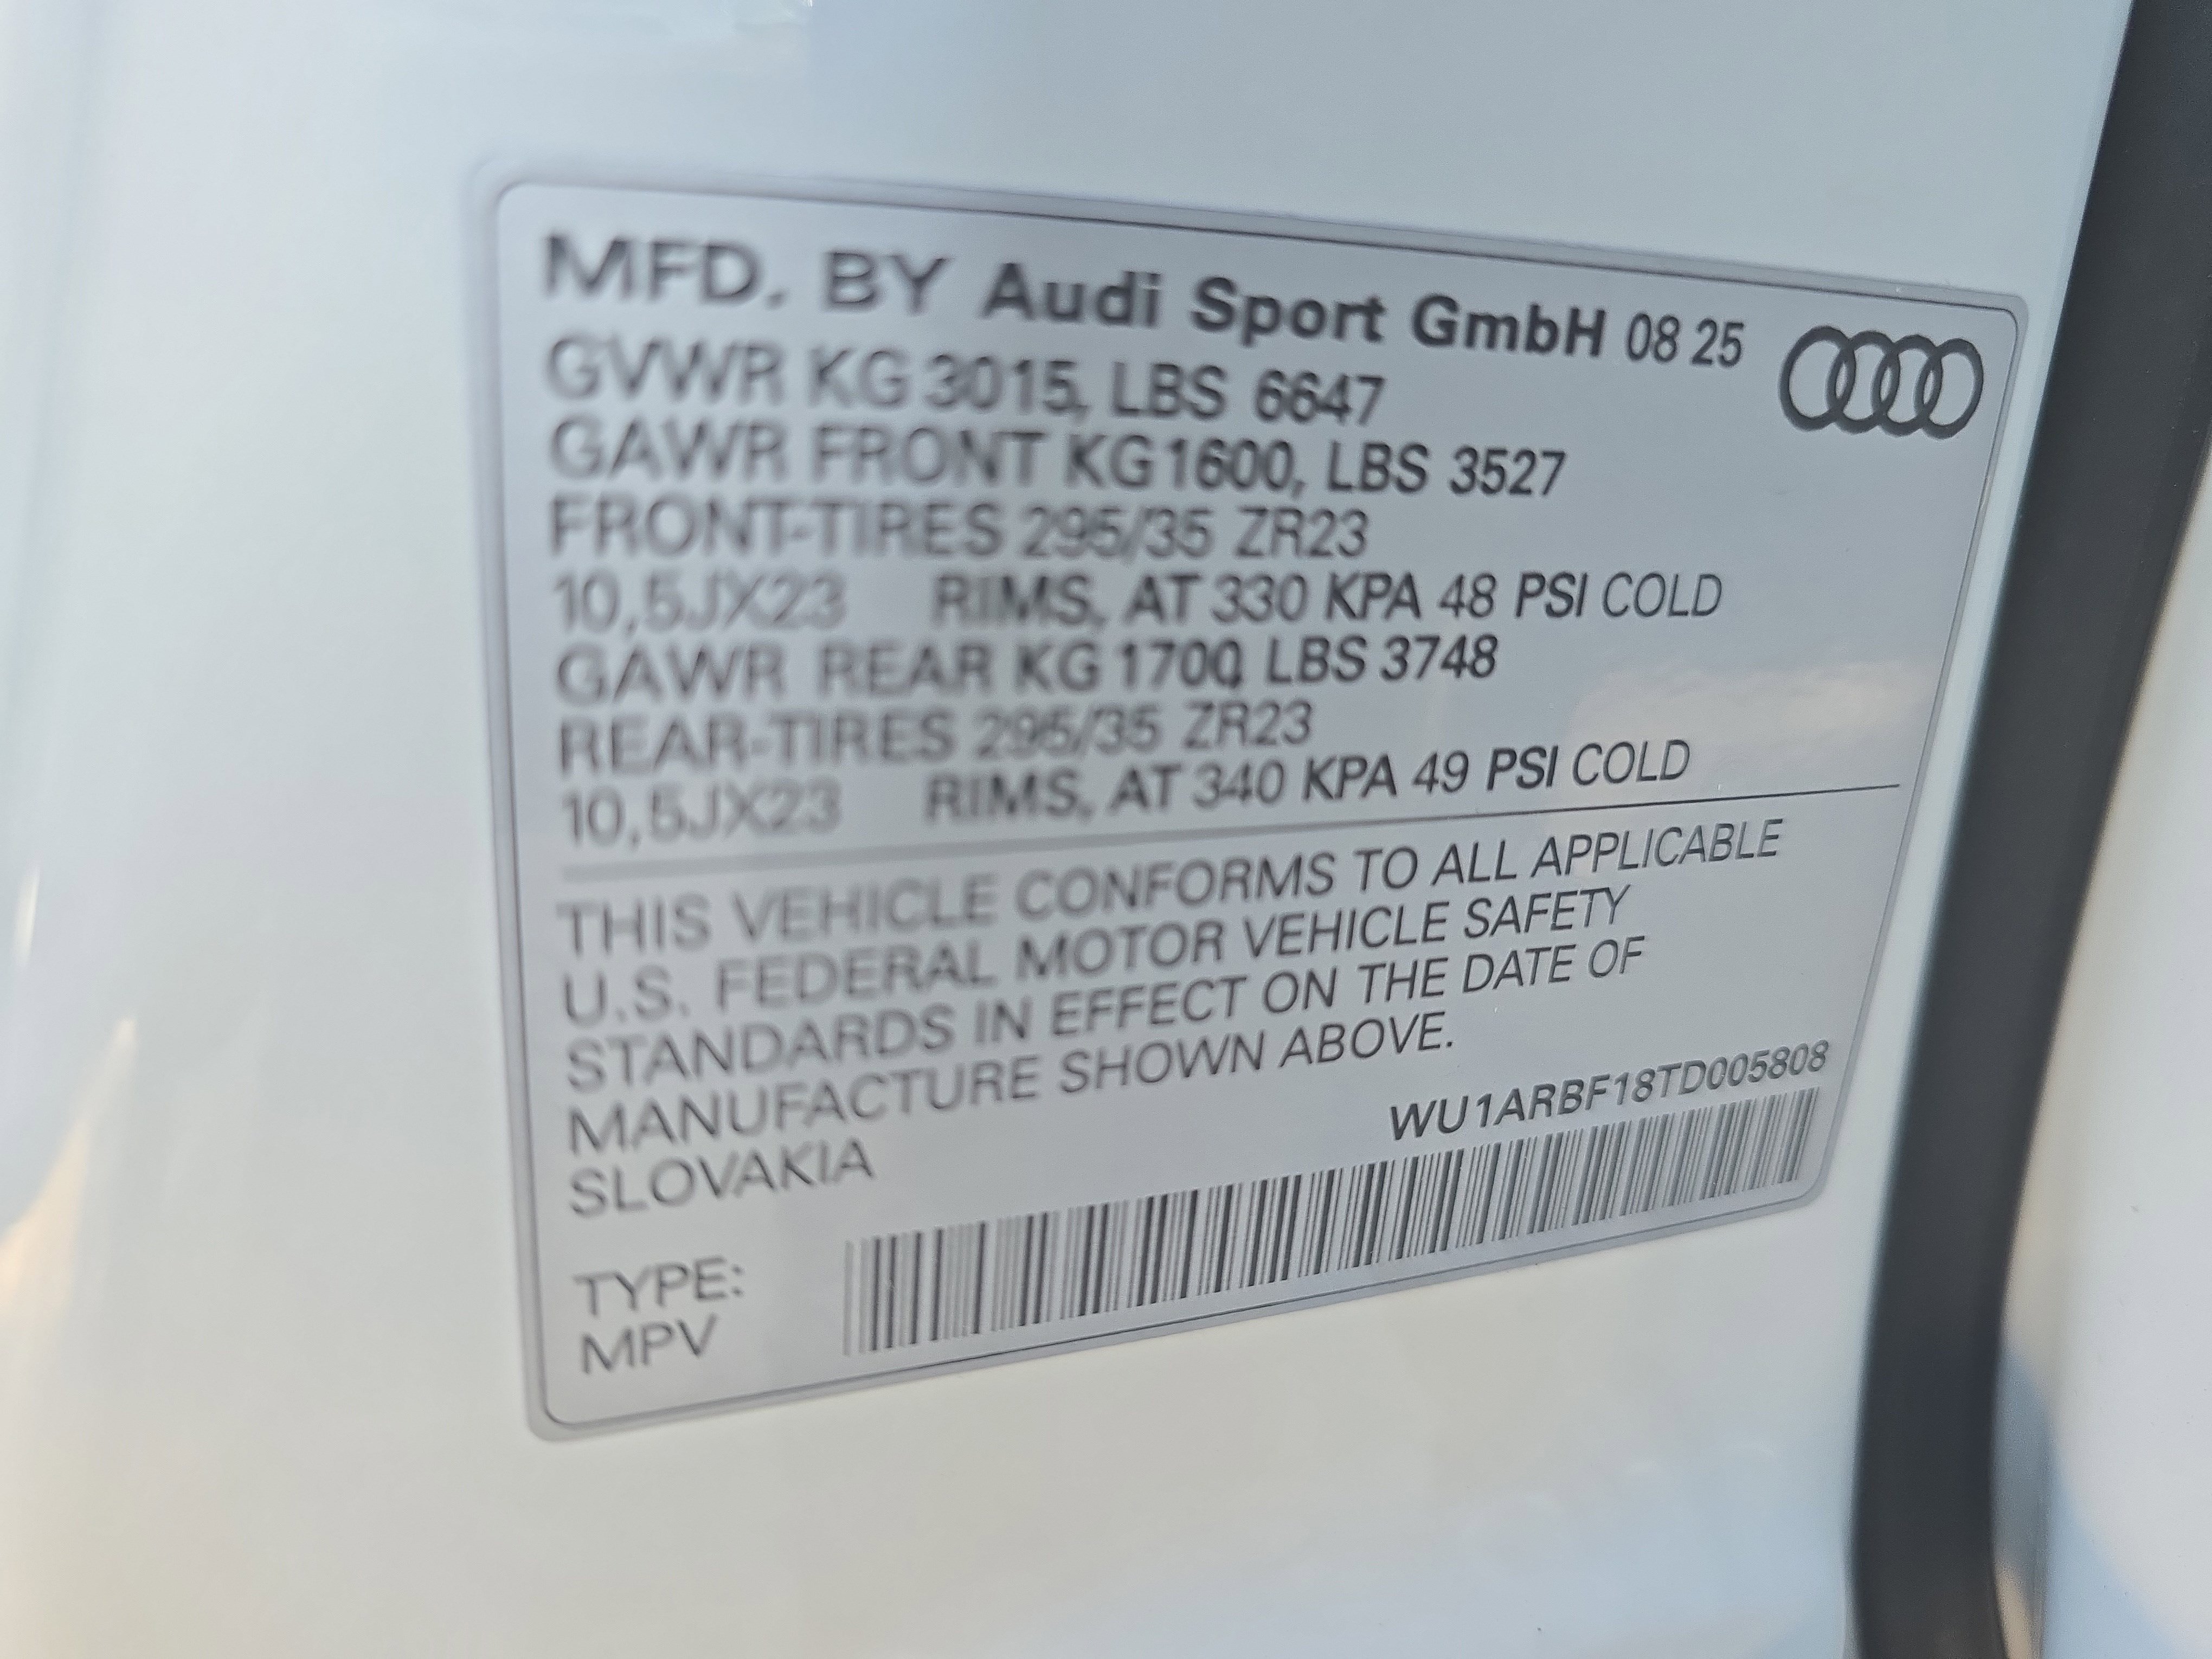 MFD. BY Audi Sport GmbH 08 25
GVWR KG 3015, LBS 6647
GAWR FRONT KG 1600, LBS 3527
FRONT-TIRES 295/35 ZR23
10,5JX23 RIMS, AT 330 KPA 48 PSI COLD
GAWR REAR KG 1700, LBS 3748
REAR-TIRES 295/35 ZR23
10,5JX23 RIMS, AT 340 KPA 49 PSI COLD
THIS VEHICLE CONFORMS TO ALL APPLICABLE
U.S. FEDERAL MOTOR VEHICLE SAFETY
STANDARDS IN EFFECT ON THE DATE OF
MANUFACTURE SHOWN ABOVE.
SLOVAKIA
WU1ARBF18TD005808
TYPE:
MPV